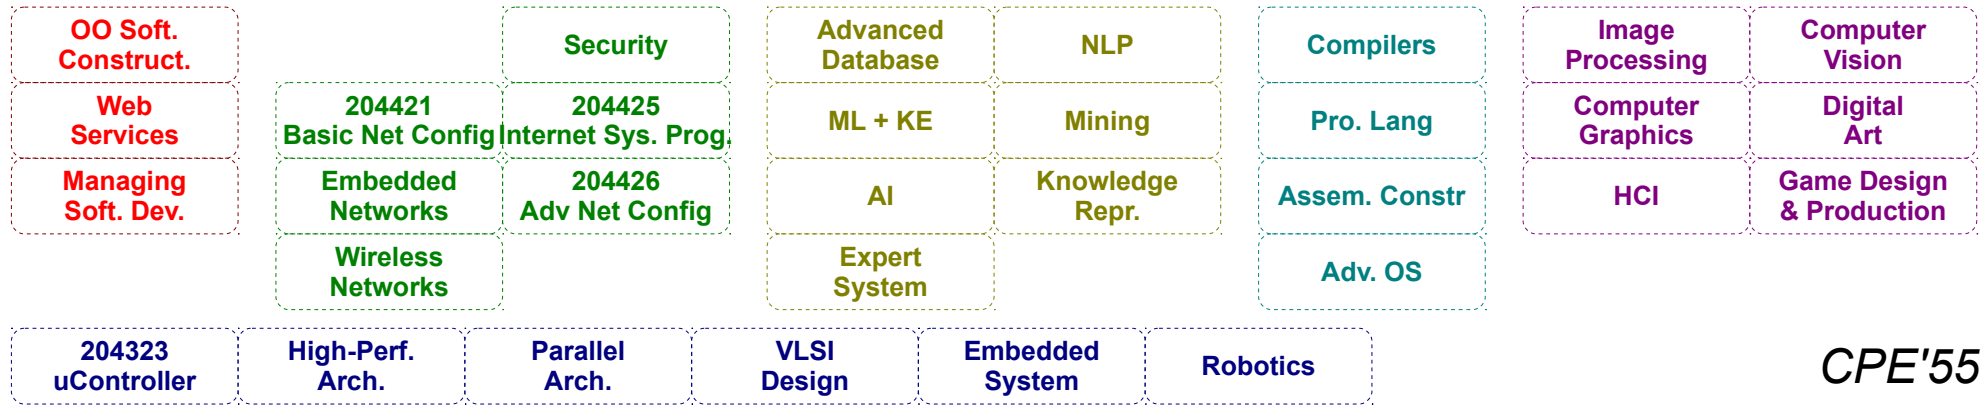 OO Soft.
Construct.
Web
Services
Managing
Soft. Dev.
Security
204421
Basic Net Config
204425
Internet Sys. Prog.
Embedded
Networks
204426
Adv Net Config
Wireless
Networks
Advanced
Database
NLP
ML + KE
Mining
AI
Knowledge
Repr.
Expert
System
Compilers
Pro. Lang
Assem. Constr
Adv. OS
Image
Processing
Computer
Vision
Computer
Graphics
Digital
Art
HCI
Game Design
& Production
204323
uController
High-Perf.
Arch.
Parallel
Arch.
VLSI
Design
Embedded
System
Robotics
CPE'55